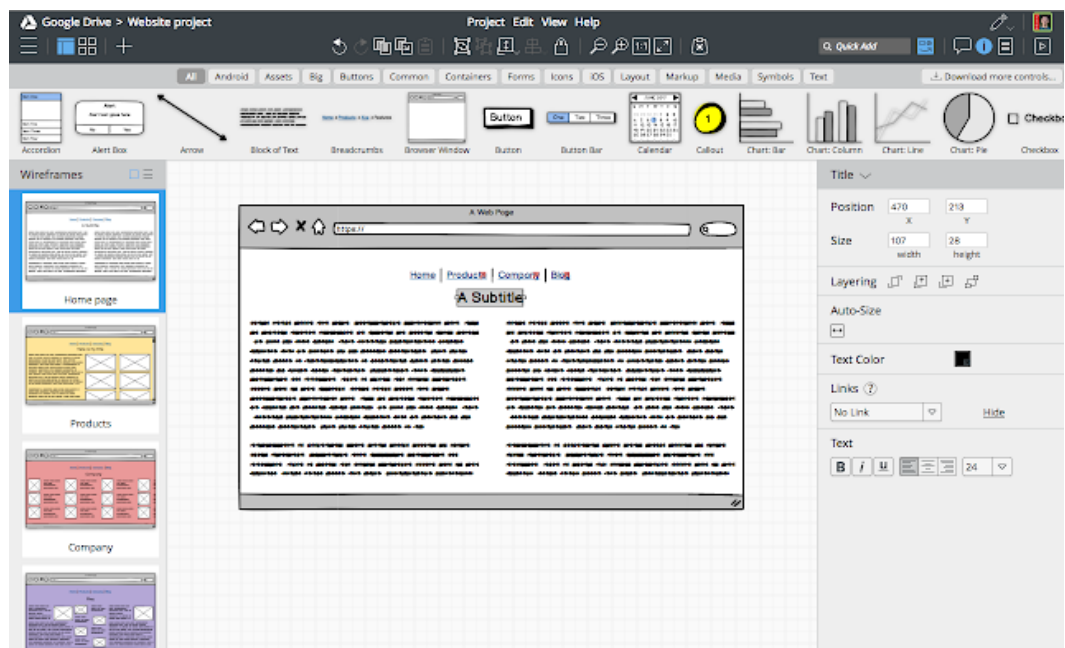 Google Drive > Website project
Project Edit View Help
Quick Add
All Android Assets Big Buttons Common Containers Forms Icons iOS Layout Markup Media Symbols Text
Download more controls...
Button
One Two Three
1
Checkbo
Accordion Alert Box Arrow Block of Text Breadcrumbs Browser Window Button Button Bar Calendar Callout Chart: Bar Chart: Column Chart: Line Chart: Pie Checkbox
Wireframes
Home page
Products
Company
A Web Page
https://
Home Products Company Blog
A Subtitle
Title
Position 470 213
X Y
Size 107 28
width height
Layering
Auto-Size
Text Color
Links ?
No Link Hide
Text
B I U 24